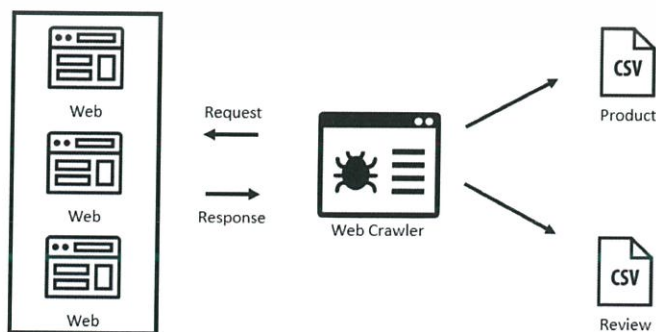 Web
Web
Web
Request
Response
Web Crawler
CSV
Product
CSV
Review